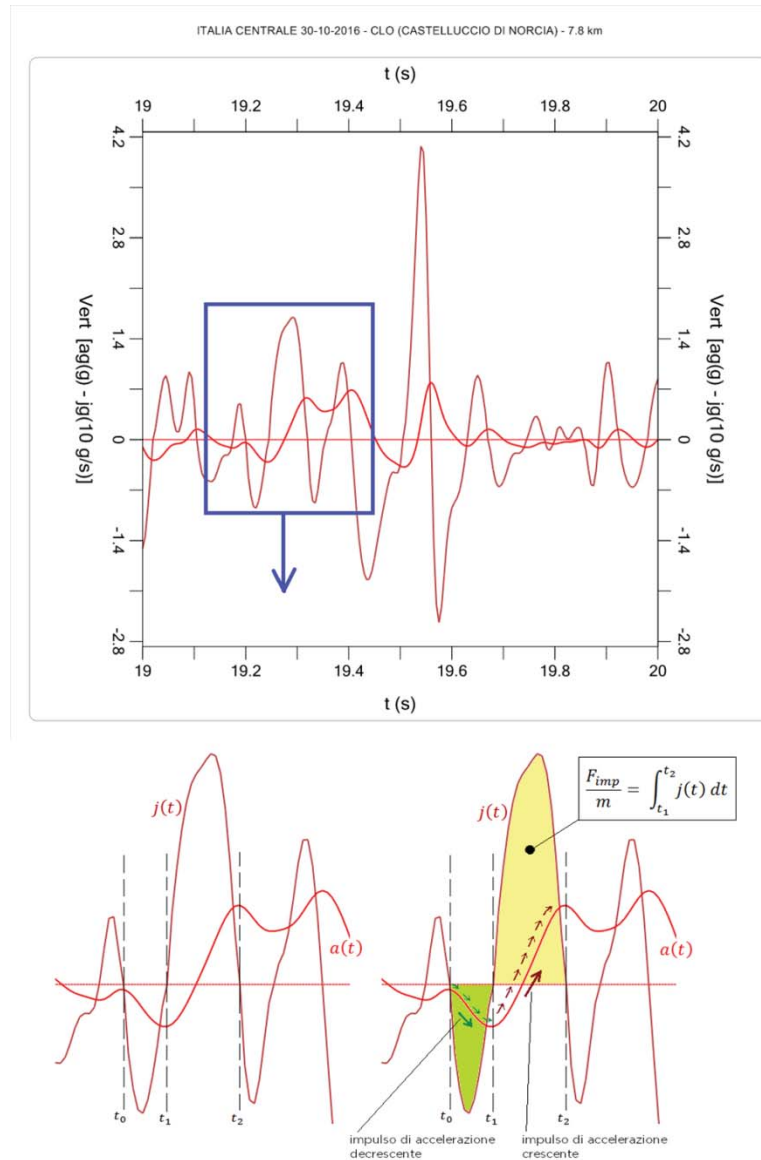 ITALIA CENTRALE 30-10-2016 - CLO (CASTELLUCCIO DI NORCIA) - 7.8 km
t (s)
19 19.2 19.4 19.6 19.8 20
4.2 4.2
2.8 2.8
1.4 1.4
0 0
-1.4 -1.4
-2.8 -2.8
Vert [ag(g) - jg(10 g/s)]
Vert [ag(g) - jg(10 g/s)]
19 19.2 19.4 19.6 19.8 20
t (s)
j(t)
a(t)
t₀ t₁ t₂
F_imp/m = ∫_{t₁}^{t₂} j(t) dt
j(t)
a(t)
t₀ t₁ t₂
impulso di accelerazione
decrescente
impulso di accelerazione
crescente